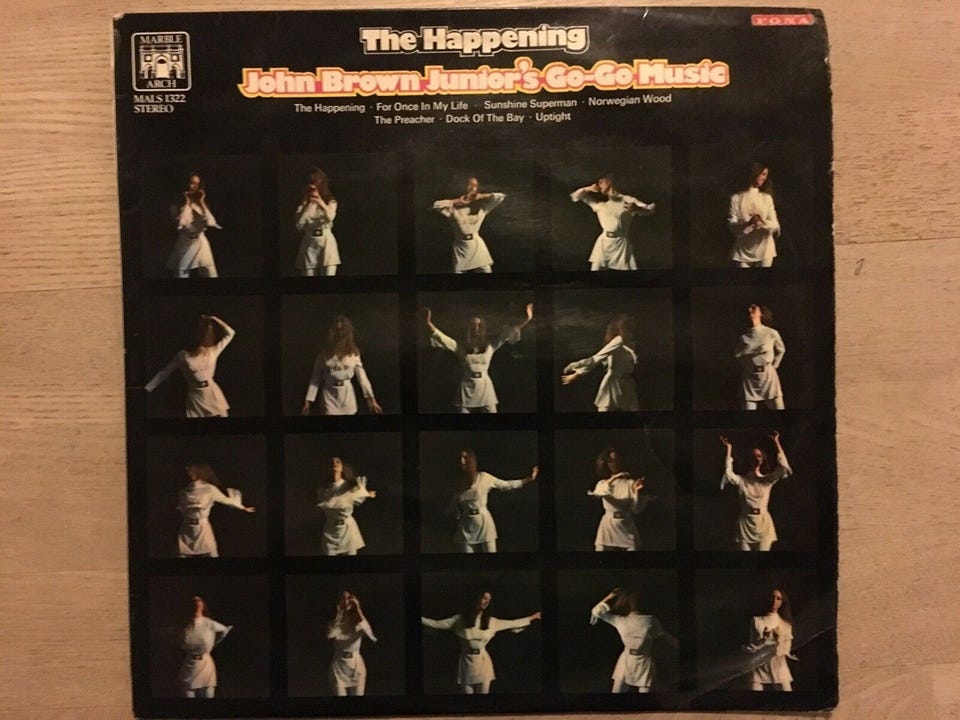 MARBLE
ARCH
MALS 1322
STEREO
The Happening
FONA
John Brown Junior's Go-Go Music
The Happening · For Once In My Life · Sunshine Superman · Norwegian Wood
The Preacher · Dock Of The Bay · Uptight